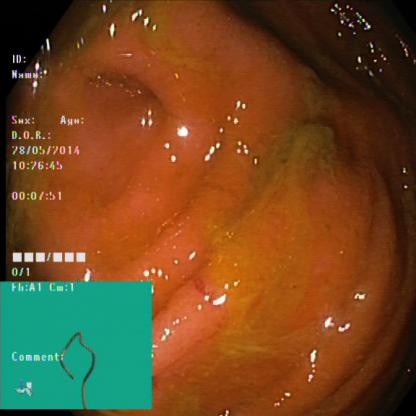 ID:
Name:
Sex: Age:
D.O.B.:
28/05/2014
10:26:45
00:07:51
■■■/■■■
0/1
Eh:A1 Cm:1
Comment: